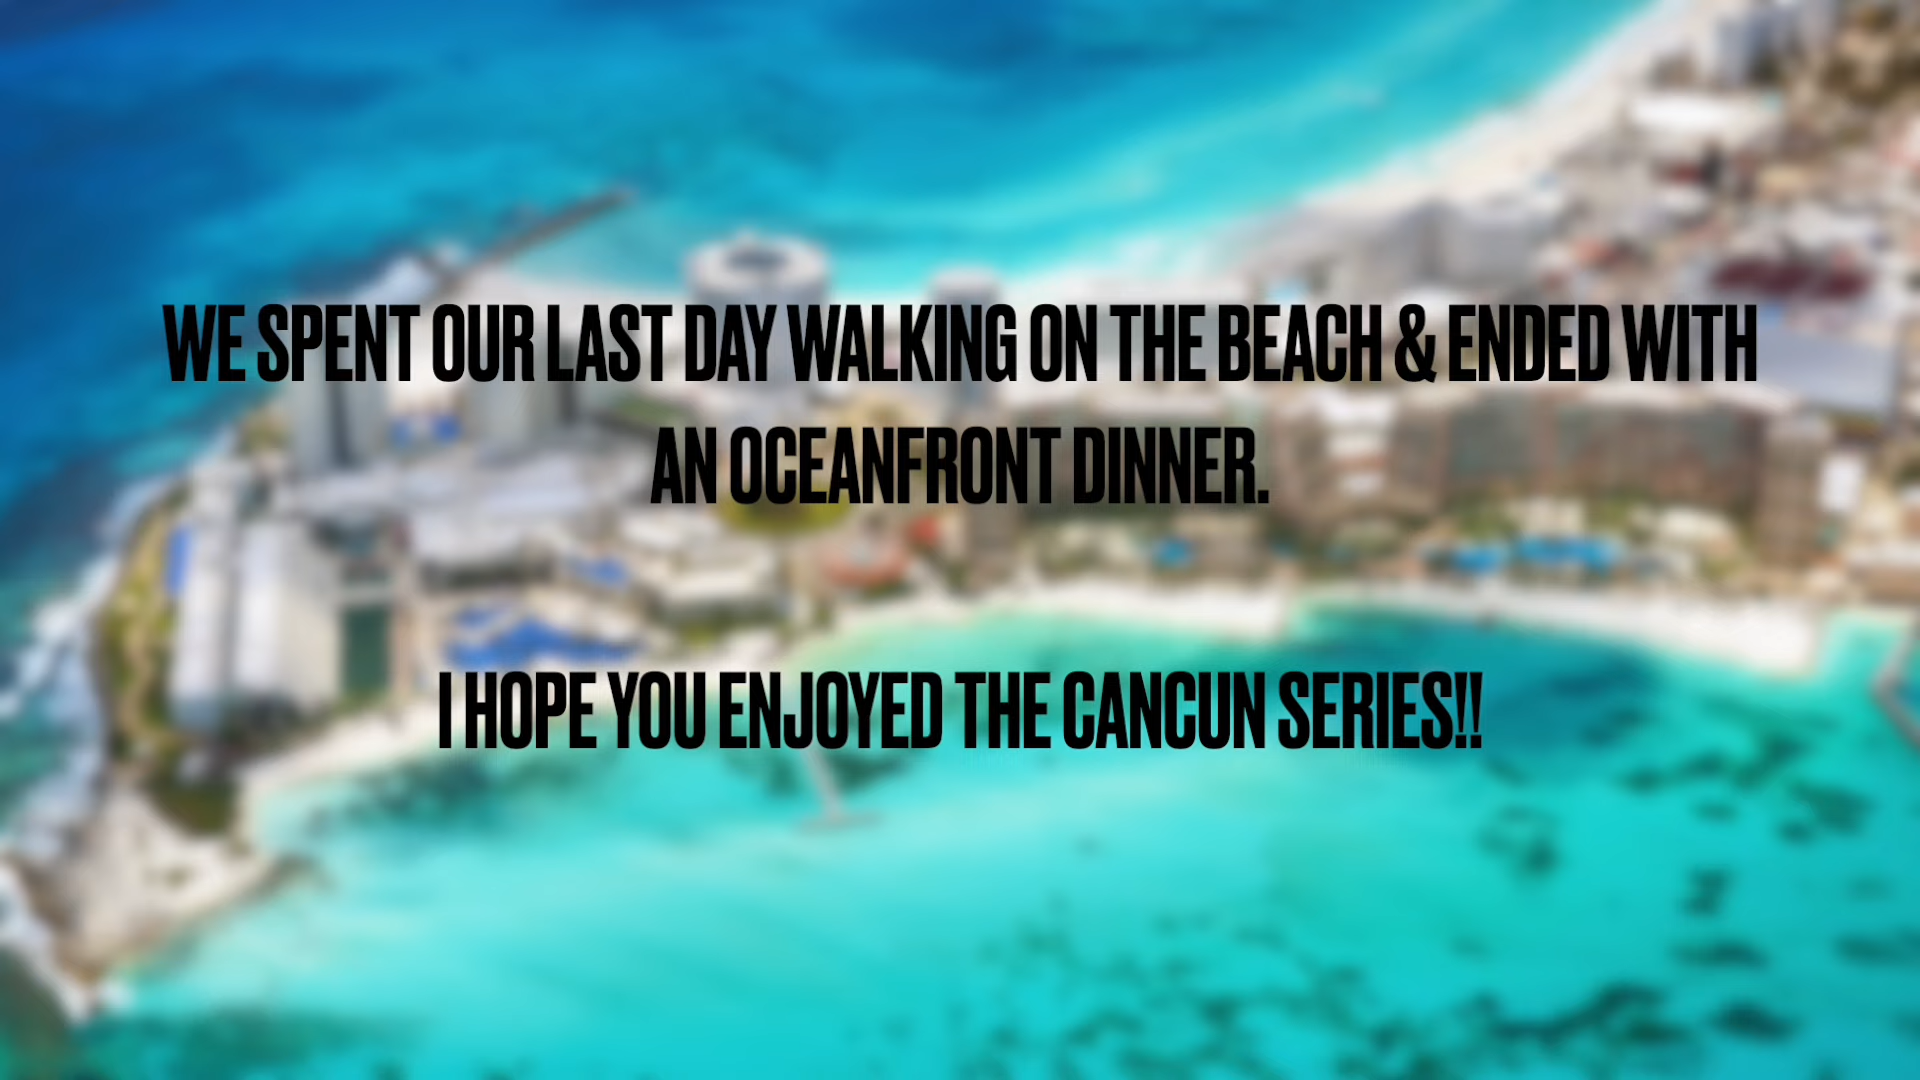 WE SPENT OUR LAST DAY WALKING ON THE BEACH & ENDED WITH
AN OCEANFRONT DINNER.
I HOPE YOU ENJOYED THE CANCUN SERIES!!